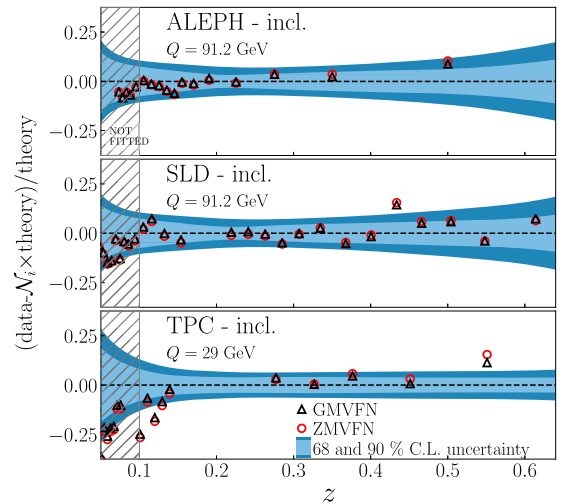 ALEPH - incl.
Q = 91.2 GeV
0.25
0.00
−0.25
NOT
FITTED
SLD - incl.
Q = 91.2 GeV
0.25
0.00
−0.25
(data-𝒩ᵢ×theory)/theory
TPC - incl.
Q = 29 GeV
0.25
0.00
−0.25
GMVFN
ZMVFN
68 and 90 % C.L. uncertainty
0.1 0.2 0.3 0.4 0.5 0.6
z